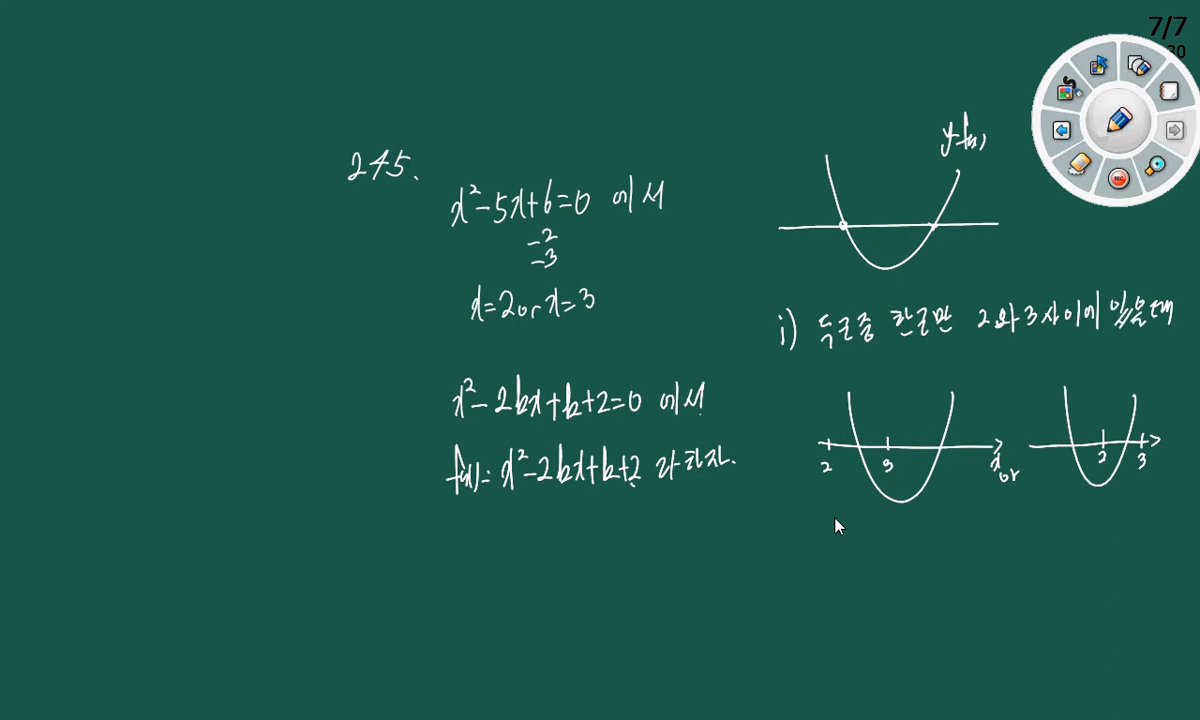 7/7
30
245.
x²-5x+6=0 에서
-2
-3
x=2 or x=3
x²-2kx+k+2=0 에서
f(x)= x²-2kx+k+2 라 하자.
y=f(x)
i) 두근중 한근만 2와 3사이에 있을때
2 3 x
or
2 3
REC